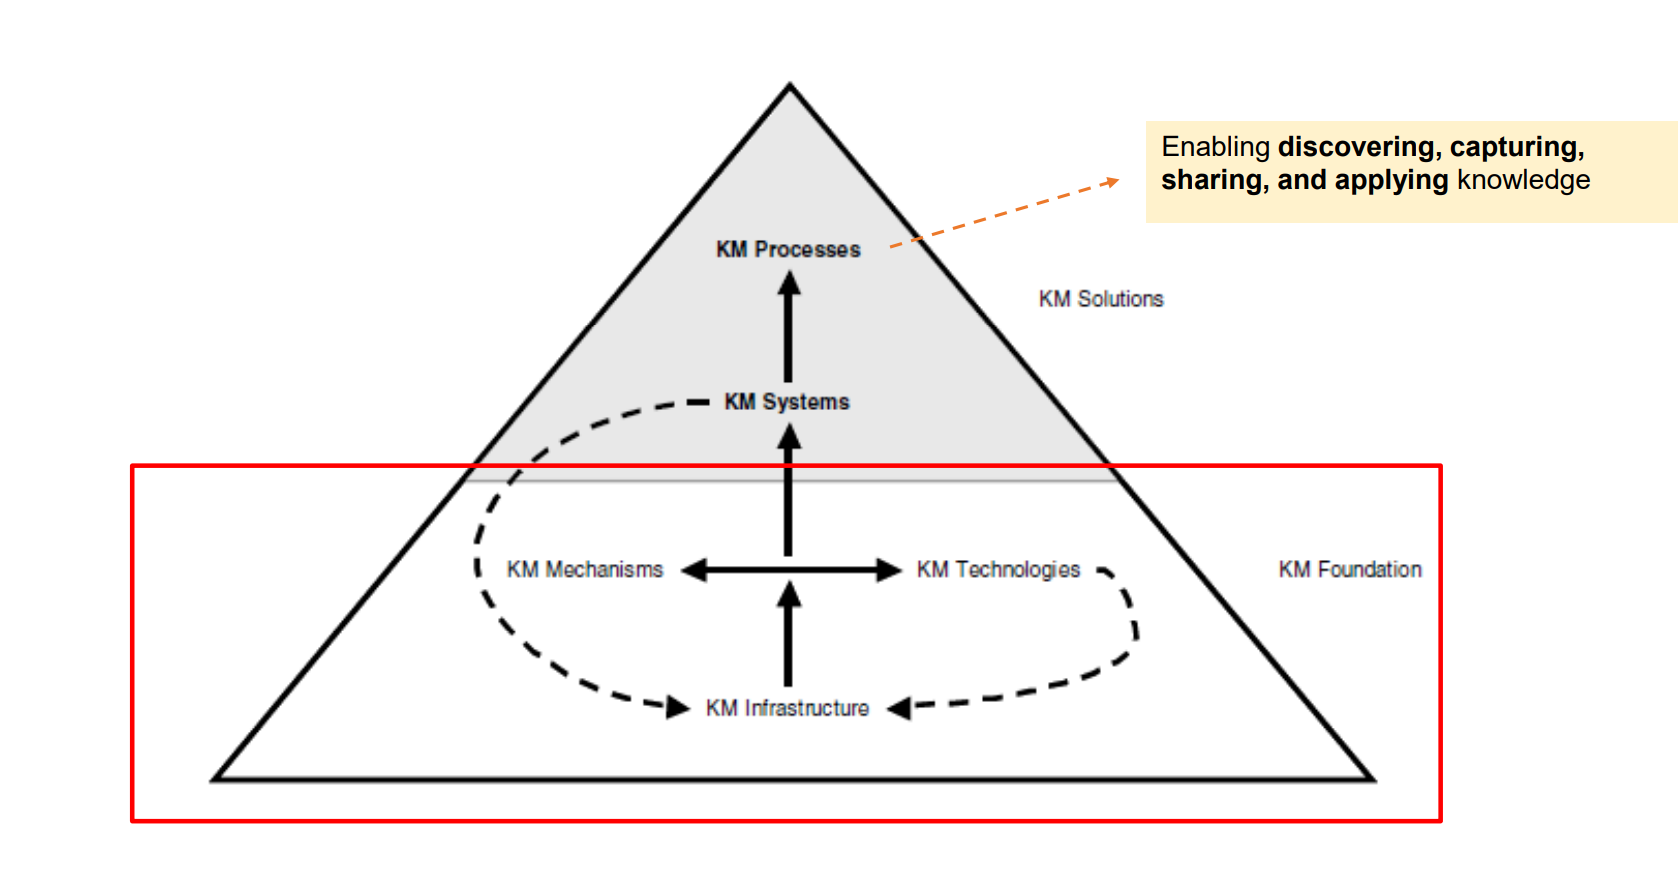 Enabling discovering, capturing,
sharing, and applying knowledge
KM Processes
KM Solutions
KM Systems
KM Mechanisms
KM Technologies
KM Foundation
KM Infrastructure